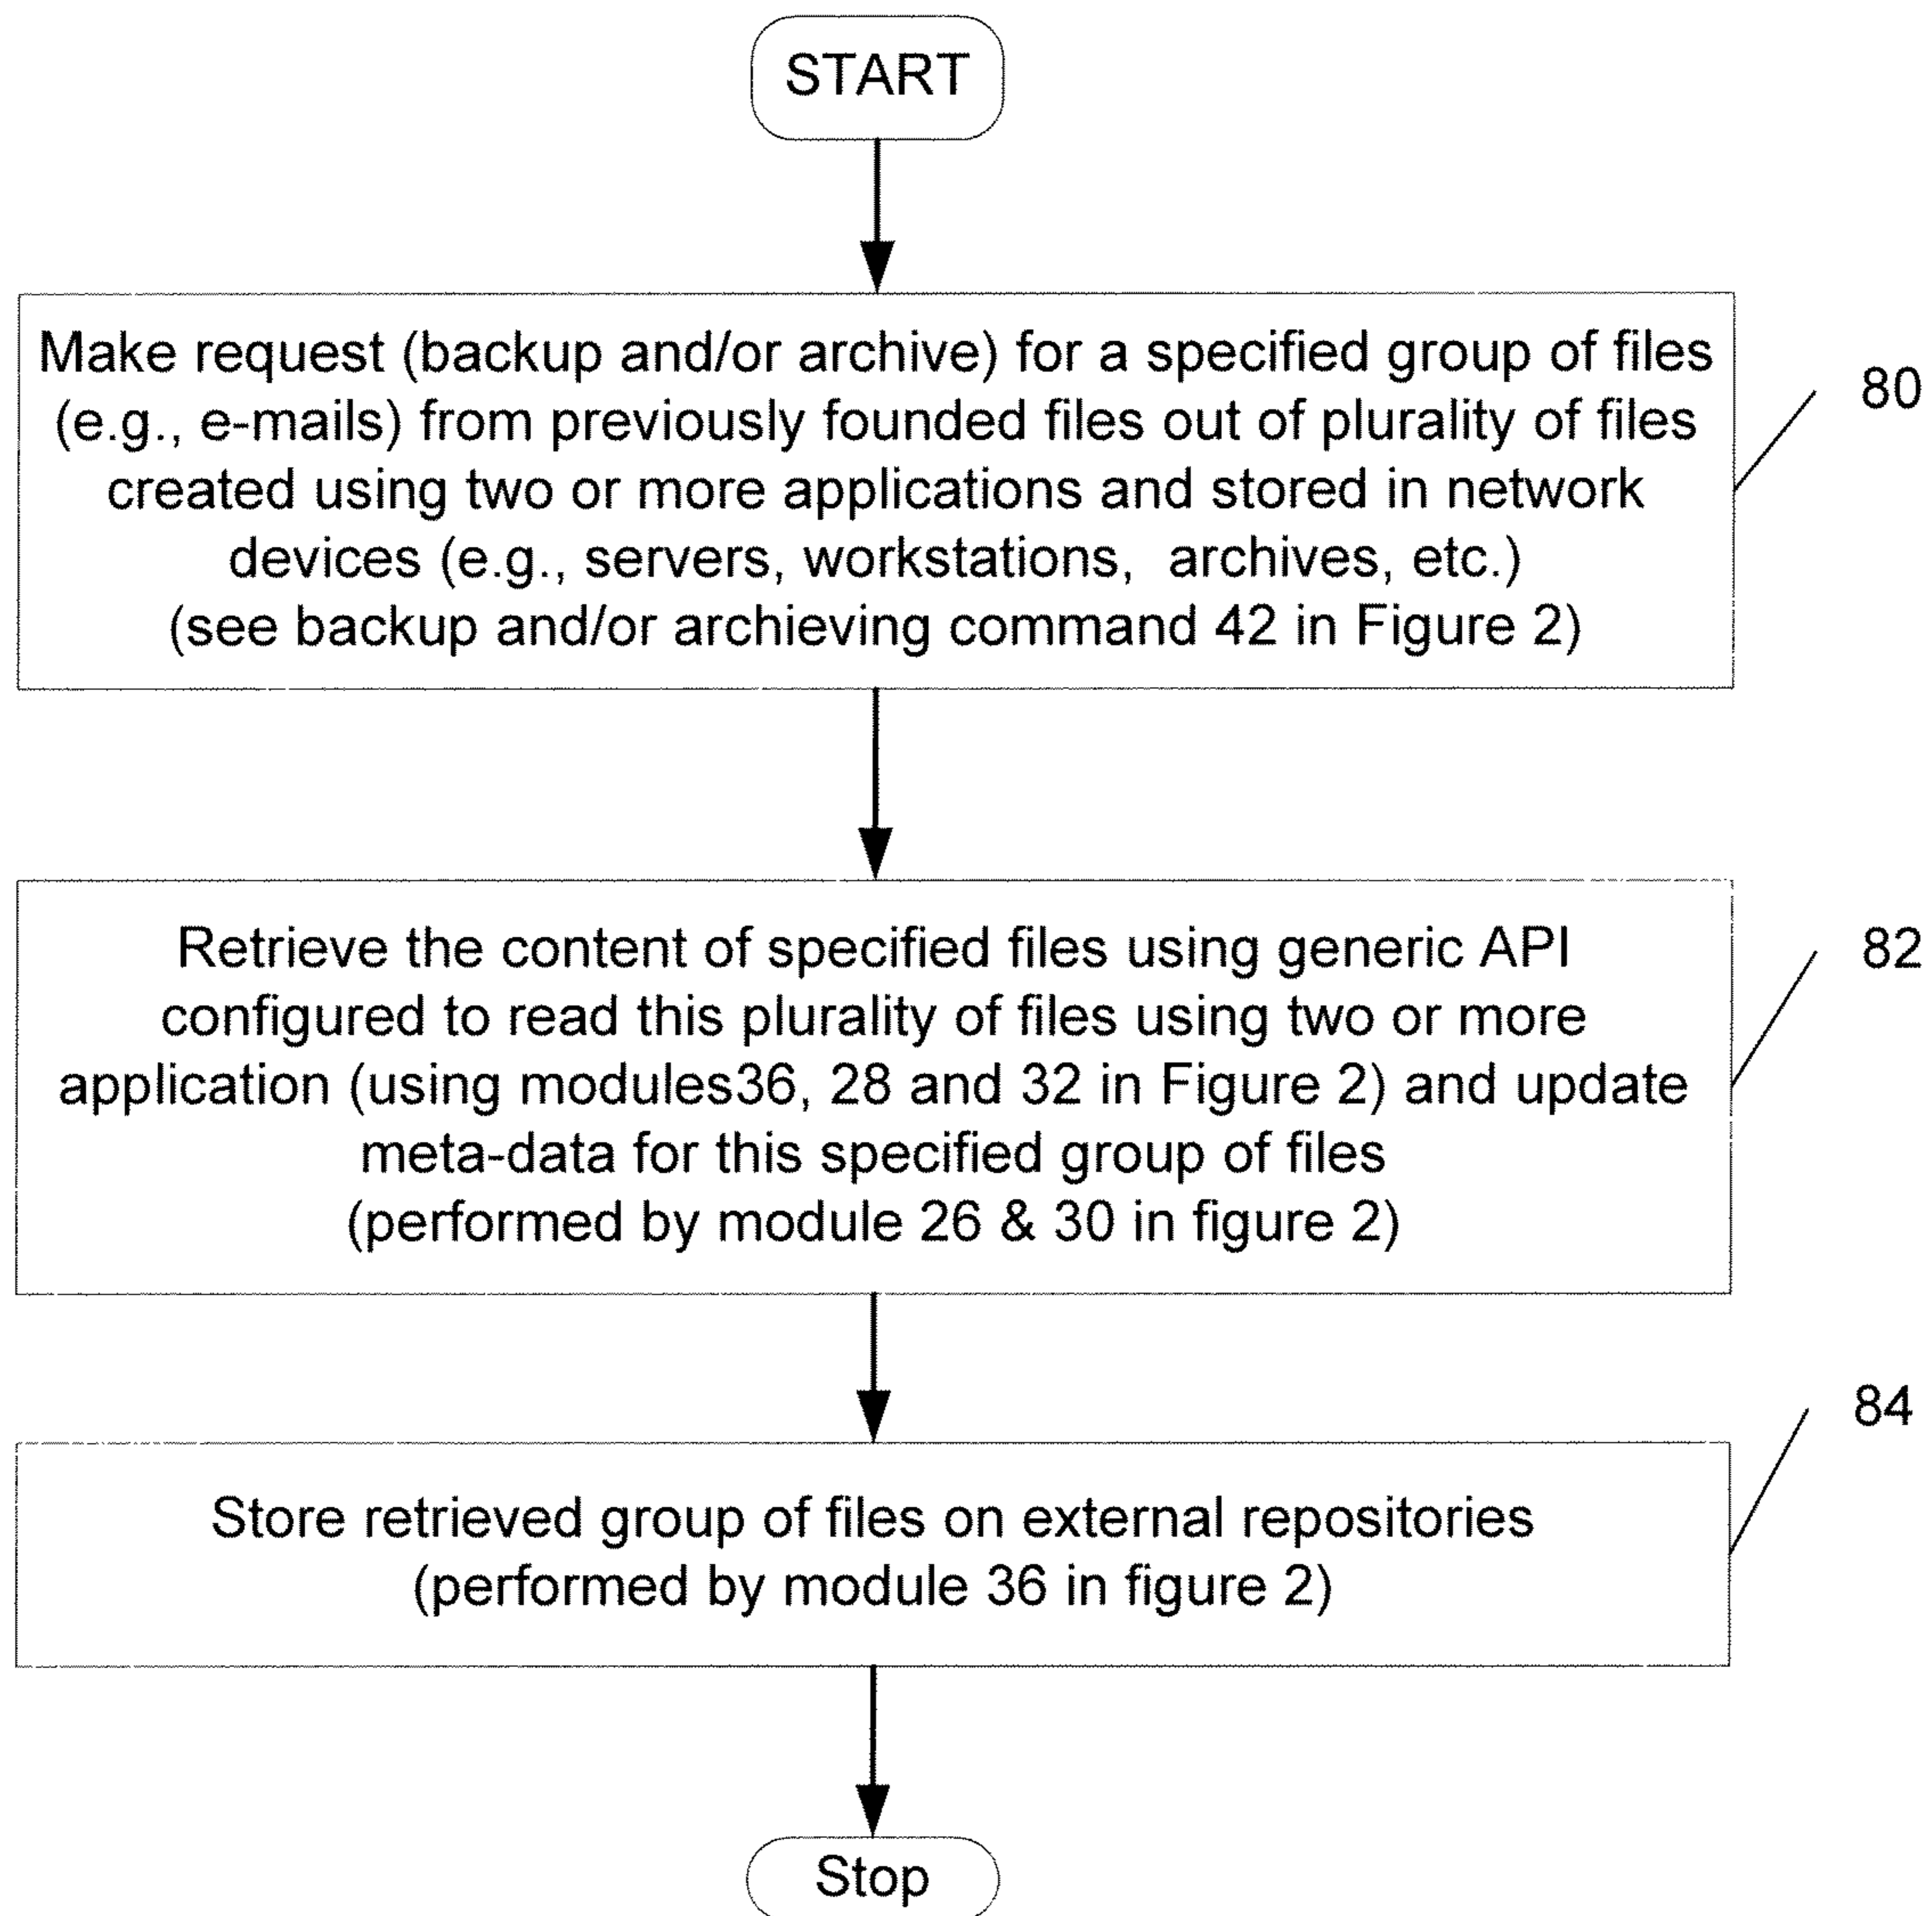 START
Make request (backup and/or archive) for a specified group of files
(e.g., e-mails) from previously founded files out of plurality of files
created using two or more applications and stored in network
devices (e.g., servers, workstations, archives, etc.)
(see backup and/or archieving command 42 in Figure 2)
80
Retrieve the content of specified files using generic API
configured to read this plurality of files using two or more
application (using modules36, 28 and 32 in Figure 2) and update
meta-data for this specified group of files
(performed by module 26 & 30 in figure 2)
82
Store retrieved group of files on external repositories
(performed by module 36 in figure 2)
84
Stop